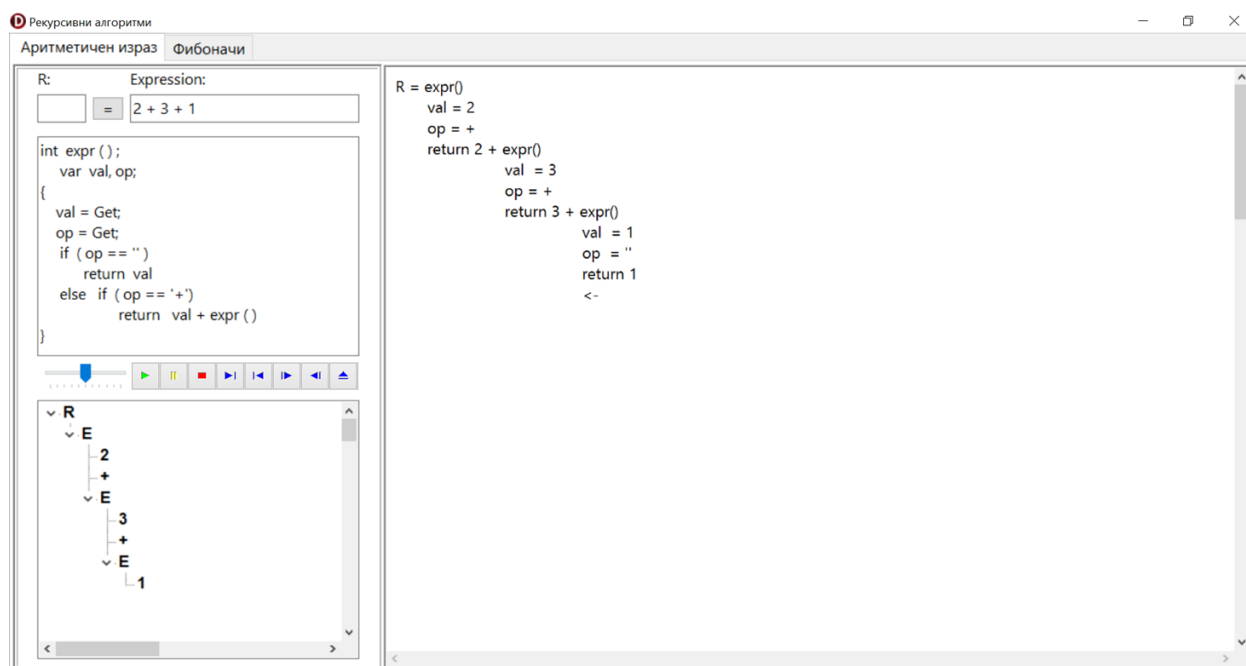 Рекурсивни алгоритми
Аритметичен израз Фибоначи
R: Expression:
= 2 + 3 + 1
int expr ( ) ;
var val, op;
{
val = Get;
op = Get;
if ( op == '' )
return val
else if ( op == '+')
return val + expr ( )
}
R
E
2
+
E
3
+
E
1
R = expr()
val = 2
op = +
return 2 + expr()
val = 3
op = +
return 3 + expr()
val = 1
op = ''
return 1
<-